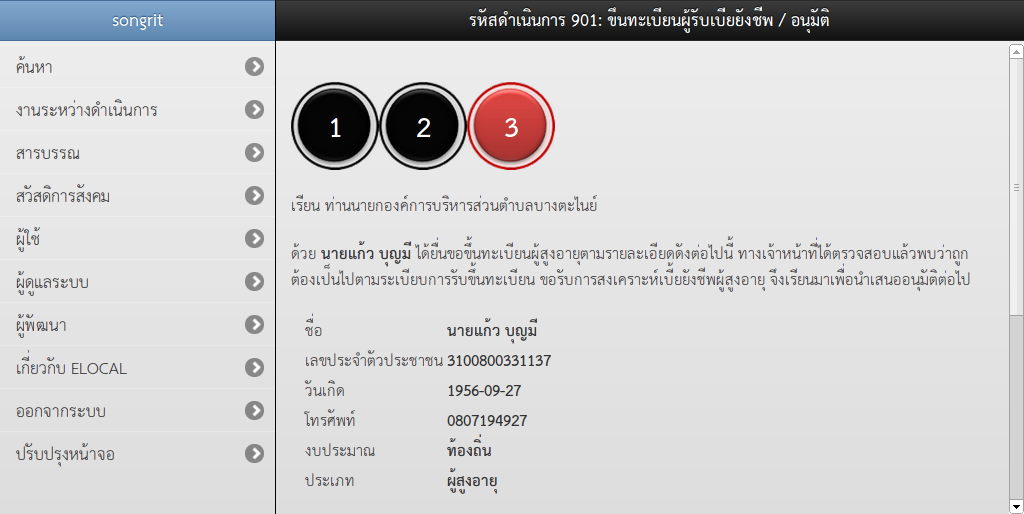 songrit
รหัสดำเนินการ 901: ขึ้นทะเบียนผู้รับเบี้ยยังชีพ / อนุมัติ
ค้นหา
งานระหว่างดำเนินการ
สารบรรณ
สวัสดิการสังคม
ผู้ใช้
ผู้ดูแลระบบ
ผู้พัฒนา
เกี่ยวกับ ELOCAL
ออกจากระบบ
ปรับปรุงหน้าจอ
1 2 3
เรียน ท่านนายกองค์การบริหารส่วนตำบลบางตะไนย์
ด้วย นายแก้ว บุญมี ได้ยื่นขอขึ้นทะเบียนผู้สูงอายุตามรายละเอียดดังต่อไปนี้ ทางเจ้าหน้าที่ได้ตรวจสอบแล้วพบว่าถูก
ต้องเป็นไปตามระเบียบการรับขึ้นทะเบียน ขอรับการสงเคราะห์เบี้ยยังชีพผู้สูงอายุ จึงเรียนมาเพื่อนำเสนออนุมัติต่อไป
ชื่อ นายแก้ว บุญมี
เลขประจำตัวประชาชน 3100800331137
วันเกิด 1956-09-27
โทรศัพท์ 0807194927
งบประมาณ ท้องถิ่น
ประเภท ผู้สูงอายุ